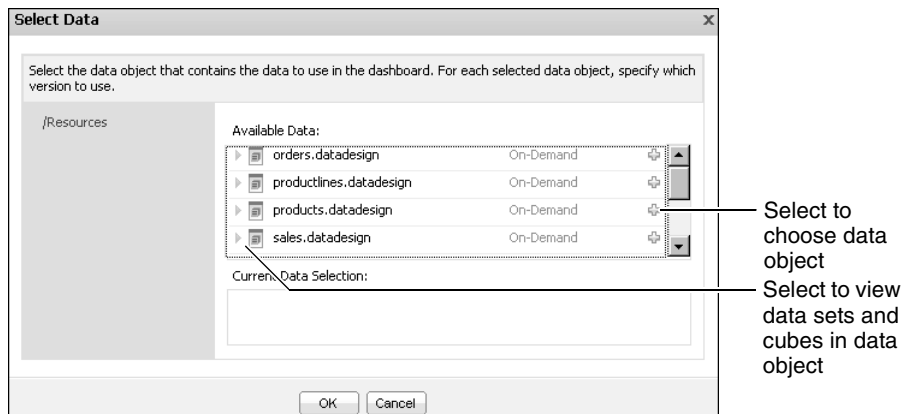 Select Data
x
Select the data object that contains the data to use in the dashboard. For each selected data object, specify which
version to use.
/Resources
Available Data:
orders.datadesign On-Demand
productlines.datadesign On-Demand
products.datadesign On-Demand
sales.datadesign On-Demand
Current Data Selection:
OK Cancel
Select to
choose data
object
Select to view
data sets and
cubes in data
object